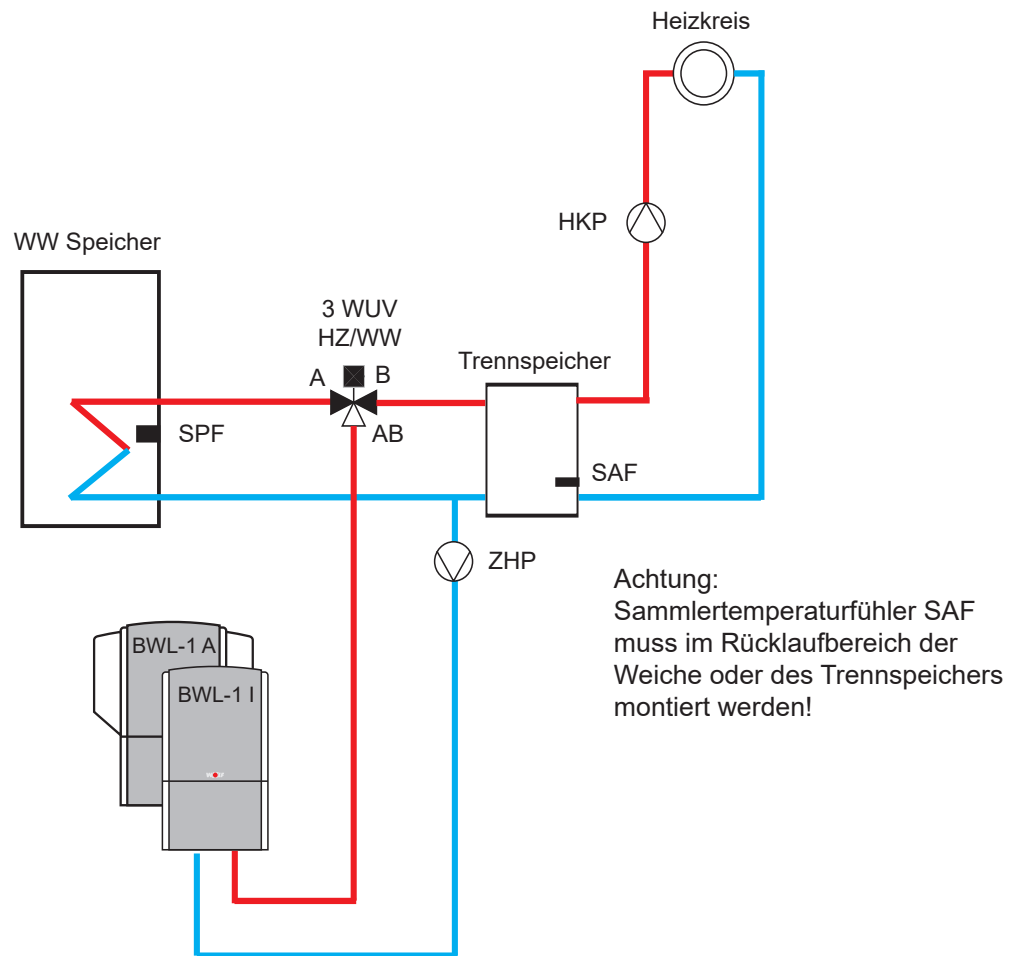 Heizkreis
HKP
WW Speicher
3 WUV
HZ/WW
Trennspeicher
A
B
AB
SPF
SAF
ZHP
Achtung:
Sammlertemperaturfühler SAF
muss im Rücklaufbereich der
Weiche oder des Trennspeichers
montiert werden!
BWL-1 A
BWL-1 I